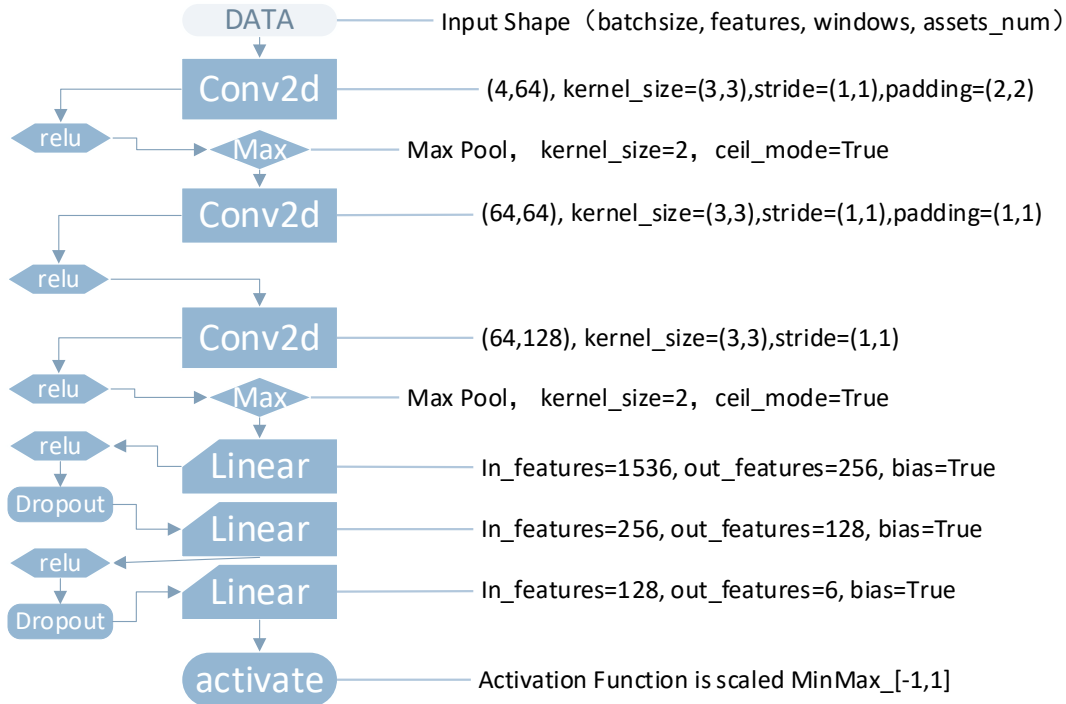 DATA
Input Shape（batchsize, features, windows, assets_num）
Conv2d
(4,64), kernel_size=(3,3),stride=(1,1),padding=(2,2)
relu
Max
Max Pool， kernel_size=2，ceil_mode=True
Conv2d
(64,64), kernel_size=(3,3),stride=(1,1),padding=(1,1)
relu
Conv2d
(64,128), kernel_size=(3,3),stride=(1,1)
relu
Max
Max Pool， kernel_size=2，ceil_mode=True
relu
Linear
In_features=1536, out_features=256, bias=True
Dropout
Linear
In_features=256, out_features=128, bias=True
relu
Linear
In_features=128, out_features=6, bias=True
Dropout
activate
Activation Function is scaled MinMax_[-1,1]